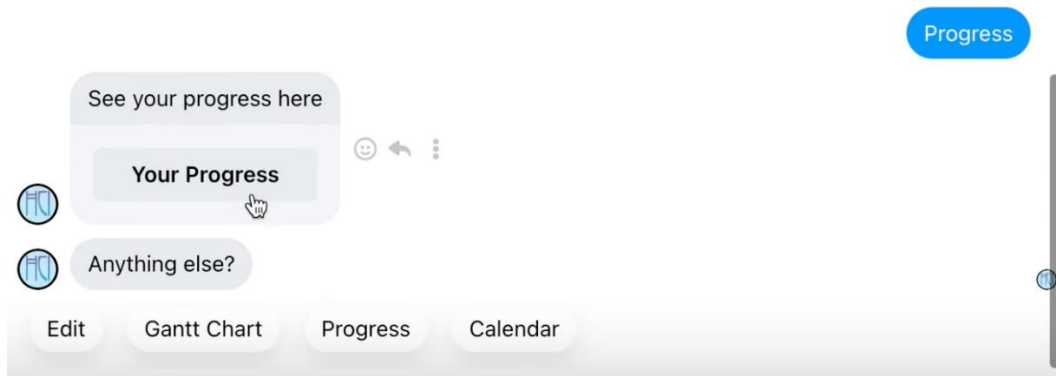 Progress
See your progress here
Your Progress
Anything else?
Edit Gantt Chart Progress Calendar